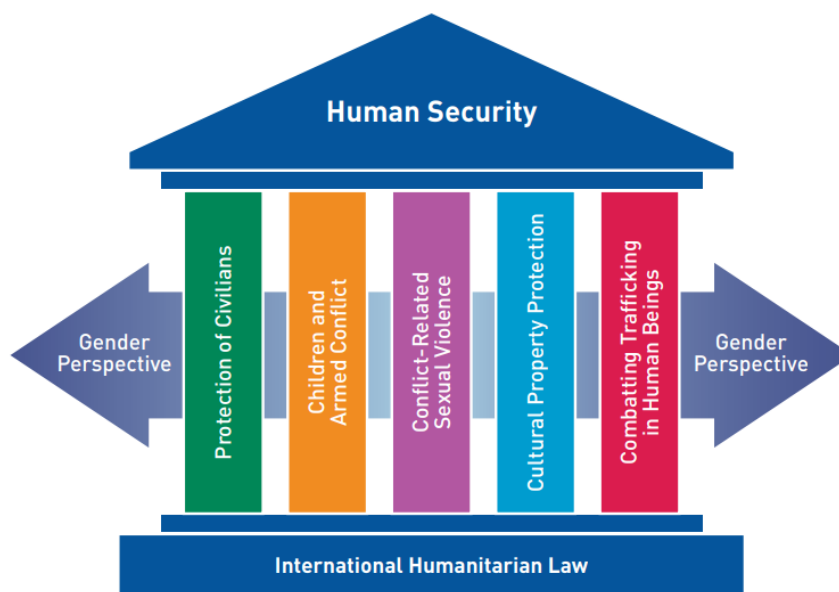 Human Security
Gender
Perspective
Protection of Civilians
Children and
Armed Conflict
Conflict-Related
Sexual Violence
Cultural Property Protection
Combatting Trafficking
in Human Beings
Gender
Perspective
International Humanitarian Law